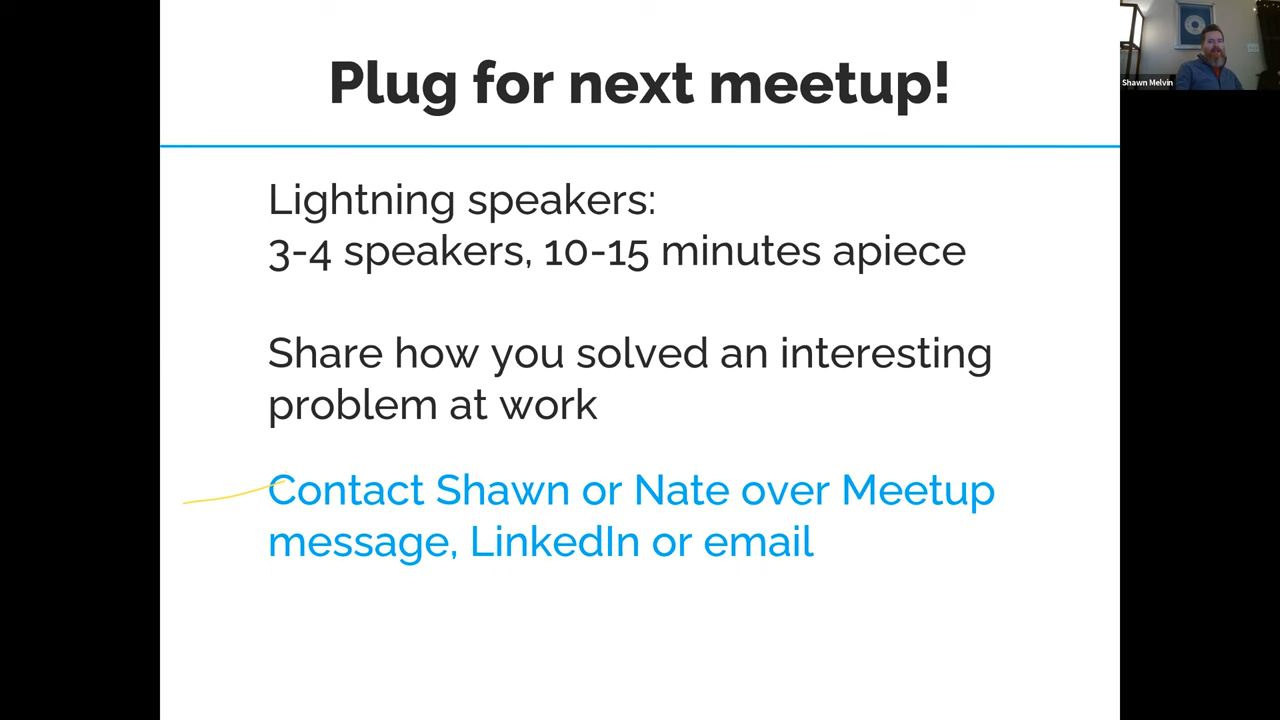 Plug for next meetup!
Shawn Melvin
Lightning speakers:
3-4 speakers, 10-15 minutes apiece
Share how you solved an interesting
problem at work
Contact Shawn or Nate over Meetup
message, LinkedIn or email